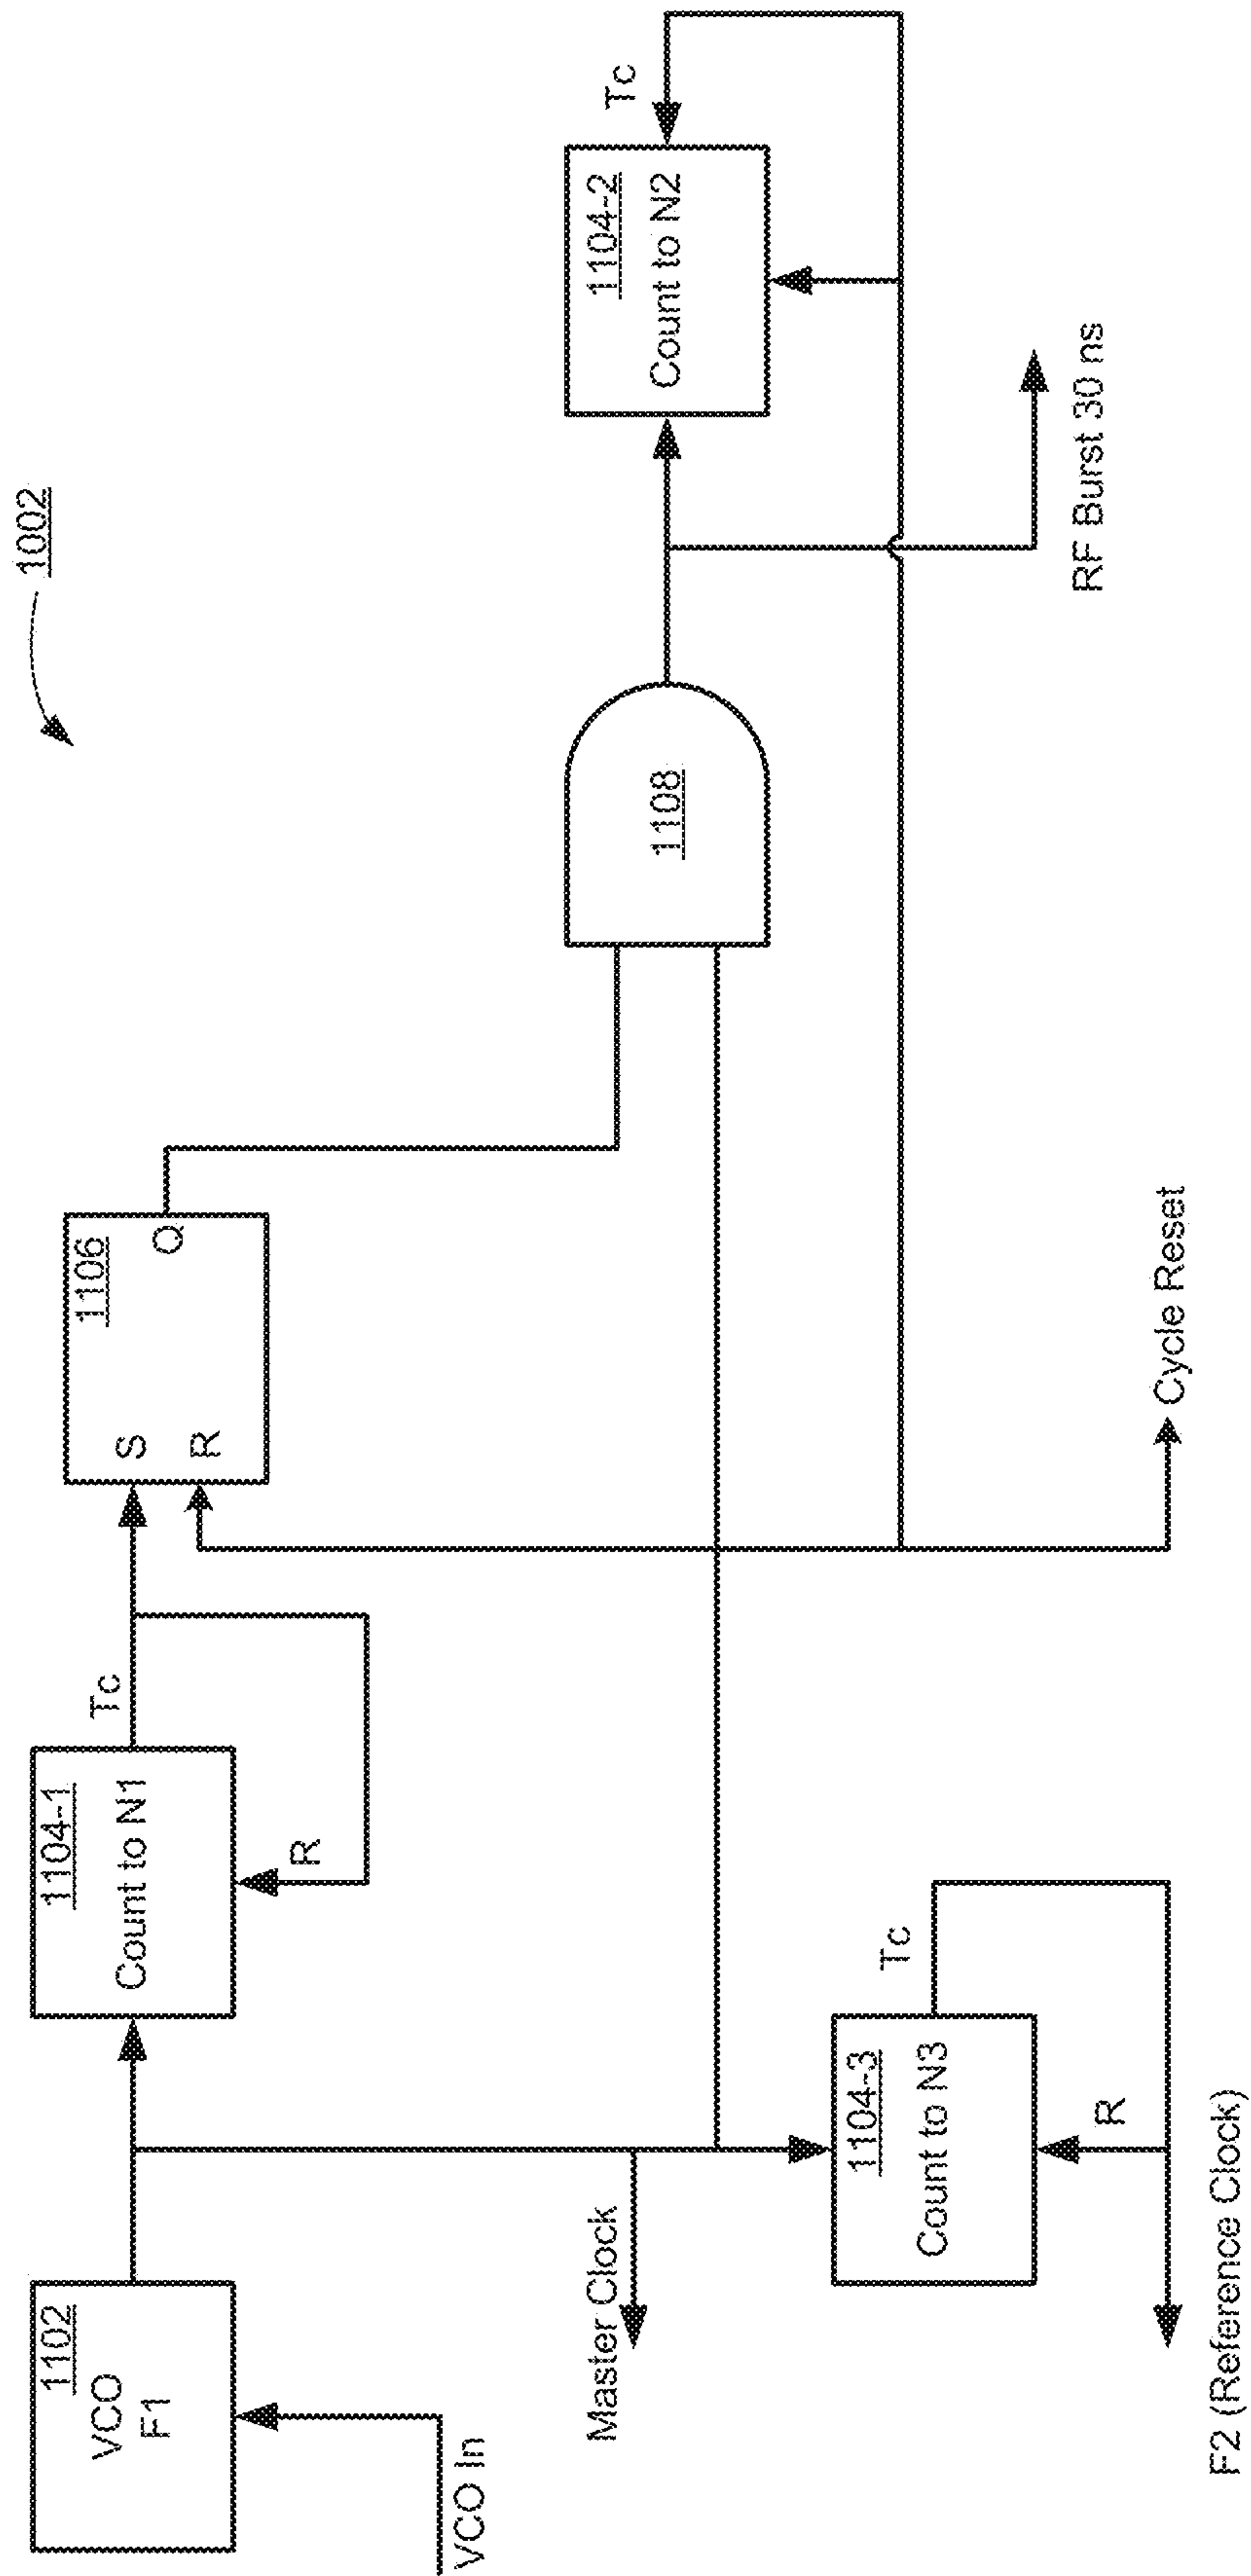 1002
1102
VCO
F1
VCO In
1104-1
Count to N1
Tc
R
1106
S
R
Q
Master Clock
1108
1104-2
Count to N2
Tc
RF Burst 30 ns
1104-3
Count to N3
Tc
R
Cycle Reset
F2 (Reference Clock)